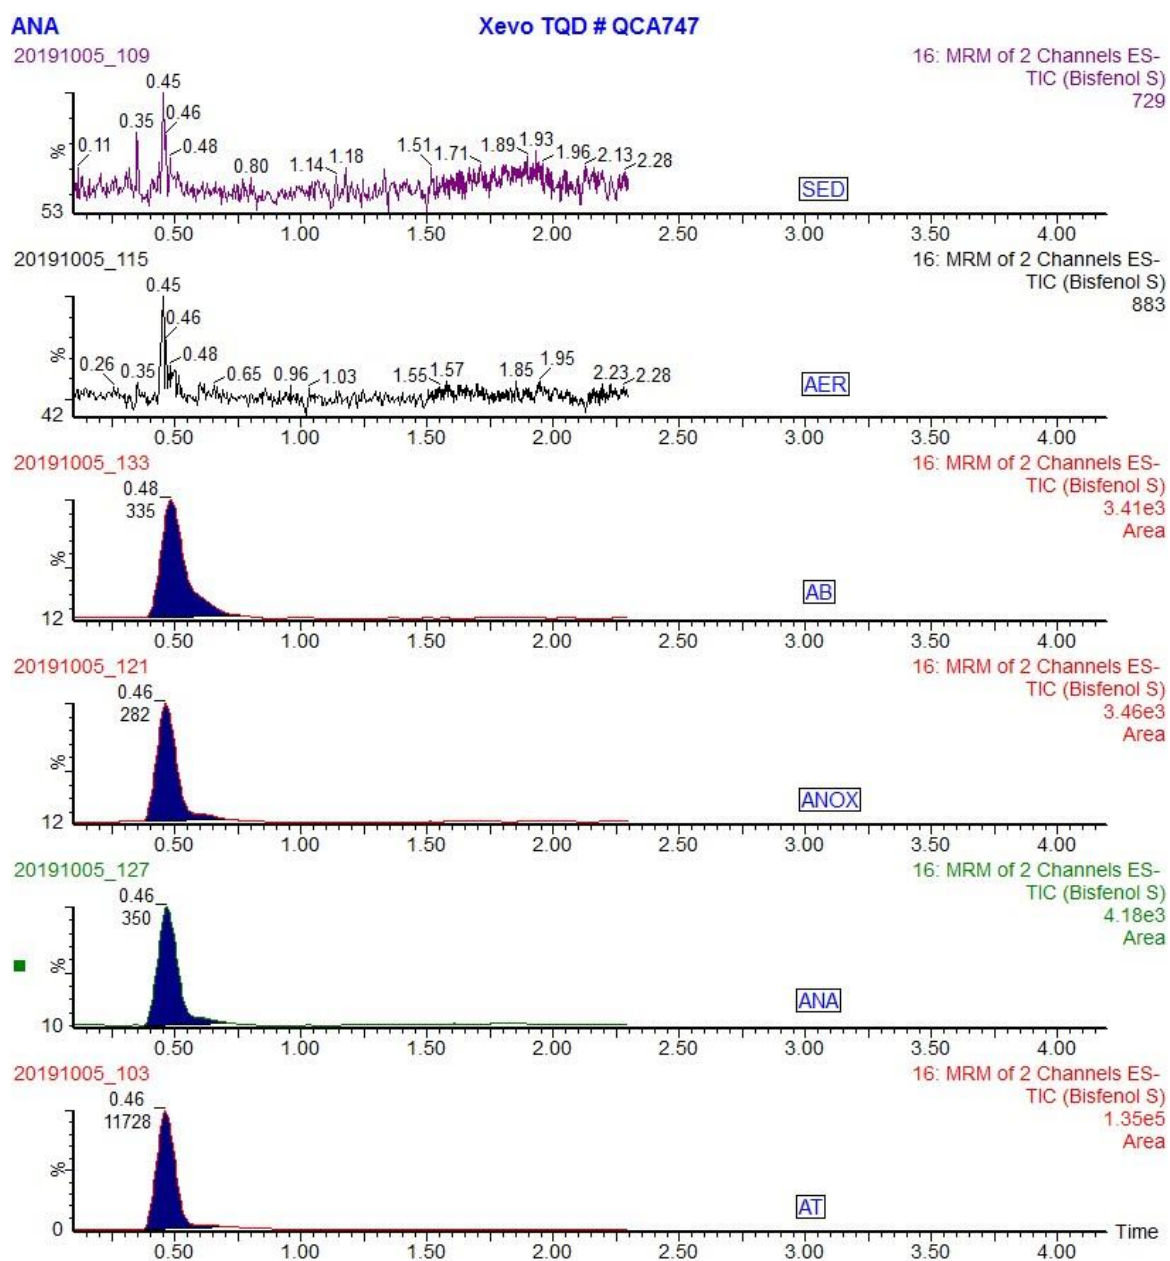 ANA
Xevo TQD # QCA747
20191005_109
16: MRM of 2 Channels ES-
TIC (Bisfenol S)
729
0.45
0.46
0.35
0.11
0.48
0.80
1.14
1.18
1.51
1.71
1.89
1.93
1.96
2.13
2.28
%
SED
53
0.50 1.00 1.50 2.00 2.50 3.00 3.50 4.00
20191005_115
16: MRM of 2 Channels ES-
TIC (Bisfenol S)
883
0.45
0.46
0.48
0.26
0.35
0.65
0.96
1.03
1.55
1.57
1.85
1.95
2.23
2.28
%
AER
42
0.50 1.00 1.50 2.00 2.50 3.00 3.50 4.00
20191005_133
16: MRM of 2 Channels ES-
TIC (Bisfenol S)
3.41e3
Area
0.48
335
%
AB
12
0.50 1.00 1.50 2.00 2.50 3.00 3.50 4.00
20191005_121
16: MRM of 2 Channels ES-
TIC (Bisfenol S)
3.46e3
Area
0.46
282
%
ANOX
12
0.50 1.00 1.50 2.00 2.50 3.00 3.50 4.00
20191005_127
16: MRM of 2 Channels ES-
TIC (Bisfenol S)
4.18e3
Area
0.46
350
%
ANA
10
0.50 1.00 1.50 2.00 2.50 3.00 3.50 4.00
20191005_103
16: MRM of 2 Channels ES-
TIC (Bisfenol S)
1.35e5
Area
0.46
11728
%
AT
0
Time
0.50 1.00 1.50 2.00 2.50 3.00 3.50 4.00